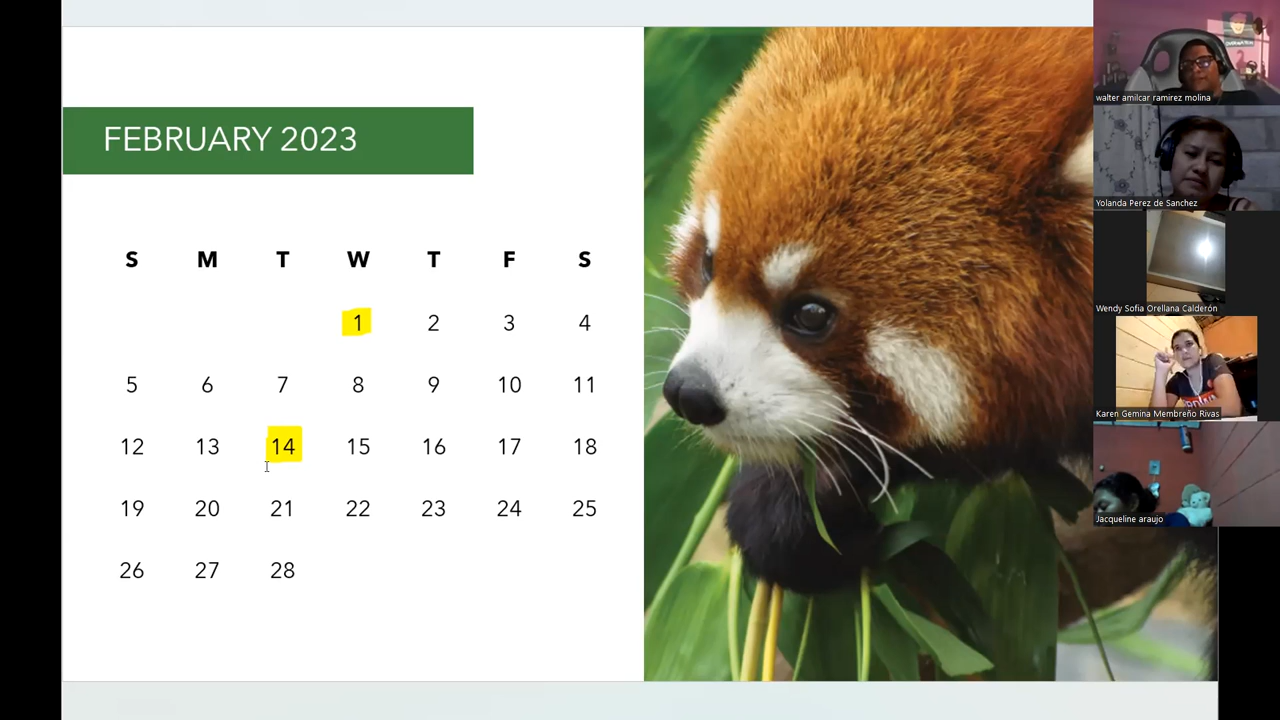 FEBRUARY 2023
S M T W T F S
1 2 3 4
5 6 7 8 9 10 11
12 13 14 15 16 17 18
19 20 21 22 23 24 25
26 27 28
walter amilcar ramirez molina
Yolanda Perez de Sanchez
Wendy Sofia Orellana Calderón
Karen Gemina Membreño Rivas
Jacqueline araujo